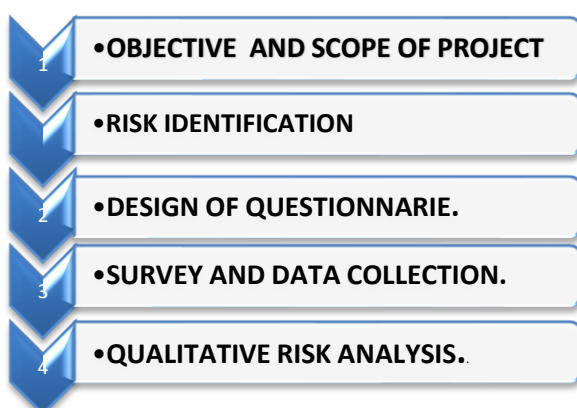 1
•OBJECTIVE AND SCOPE OF PROJECT
•RISK IDENTIFICATION
2
•DESIGN OF QUESTIONNARIE.
3
•SURVEY AND DATA COLLECTION.
4
•QUALITATIVE RISK ANALYSIS..